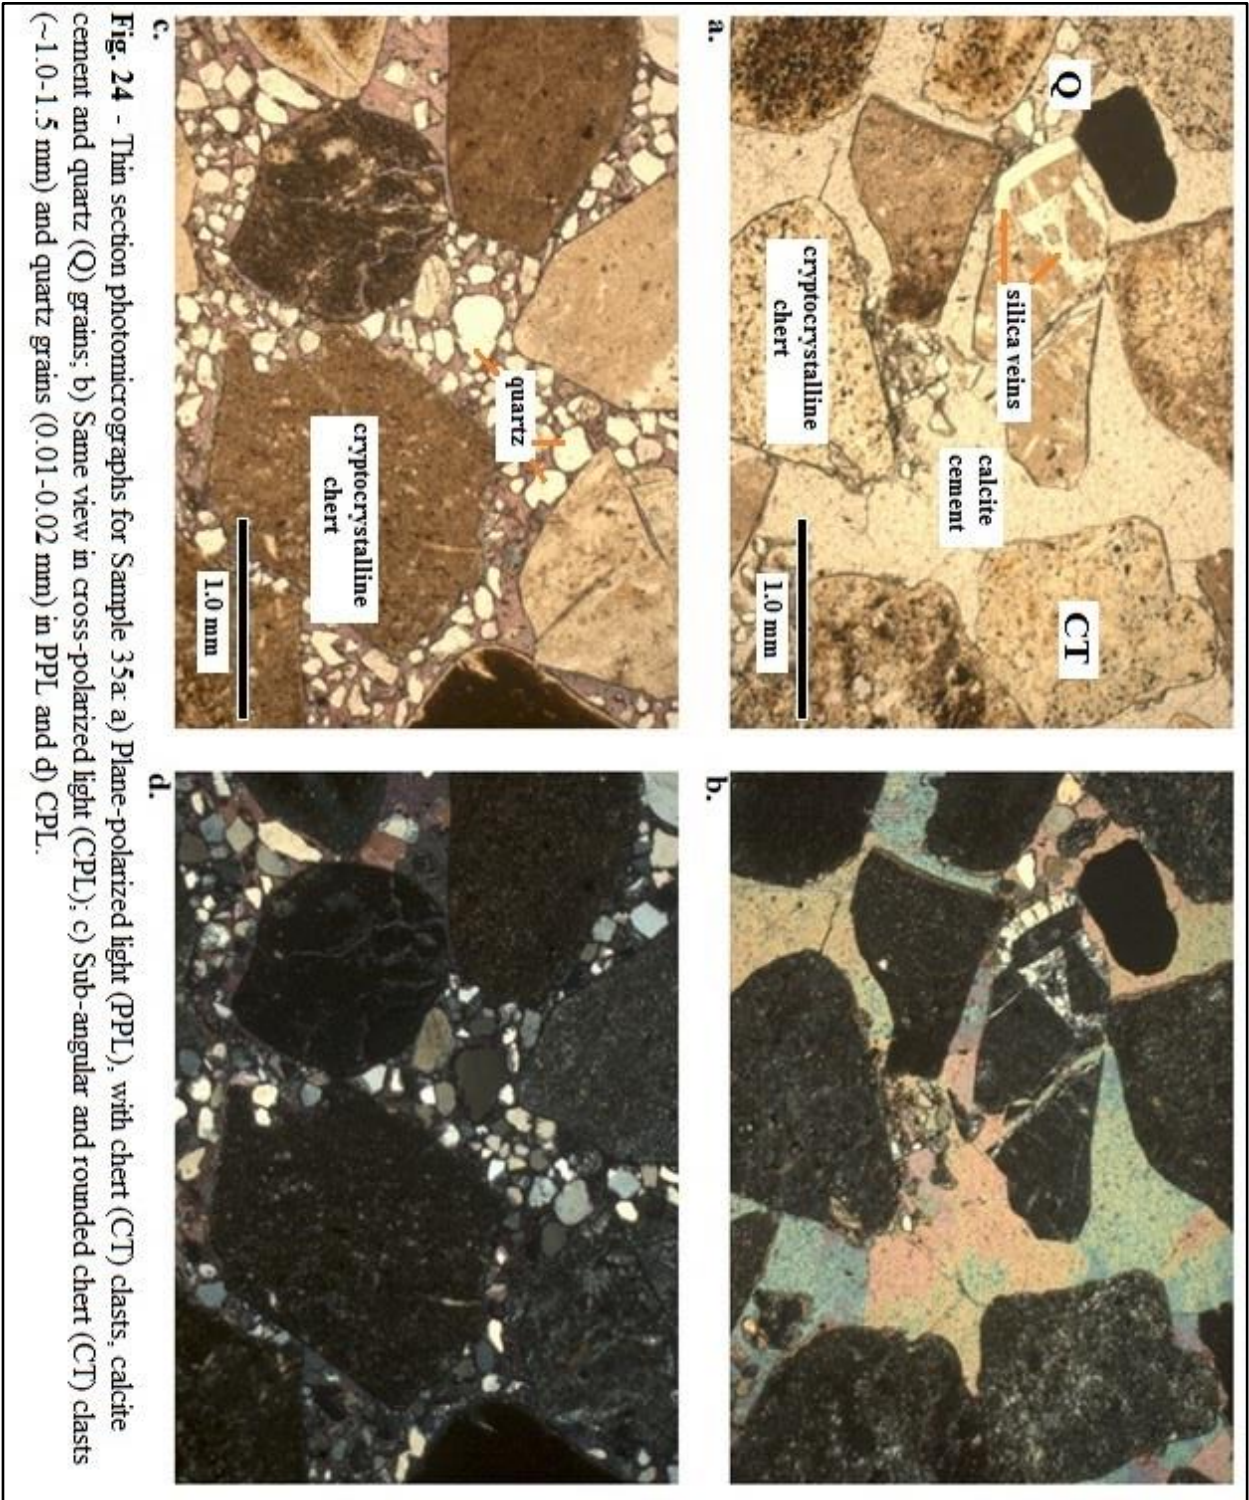 a.
Q
silica veins
cryptocrystalline
chert
calcite
cement
CT
1.0 mm
b.
c.
quartz
cryptocrystalline
chert
1.0 mm
d.
Fig. 24 - Thin section photomicrographs for Sample 35a: a) Plane-polarized light (PPL), with chert (CT) clasts, calcite
cement and quartz (Q) grains; b) Same view in cross-polarized light (CPL); c) Sub-angular and rounded chert (CT) clasts
(~1.0-1.5 mm) and quartz grains (0.01-0.02 mm) in PPL and d) CPL.